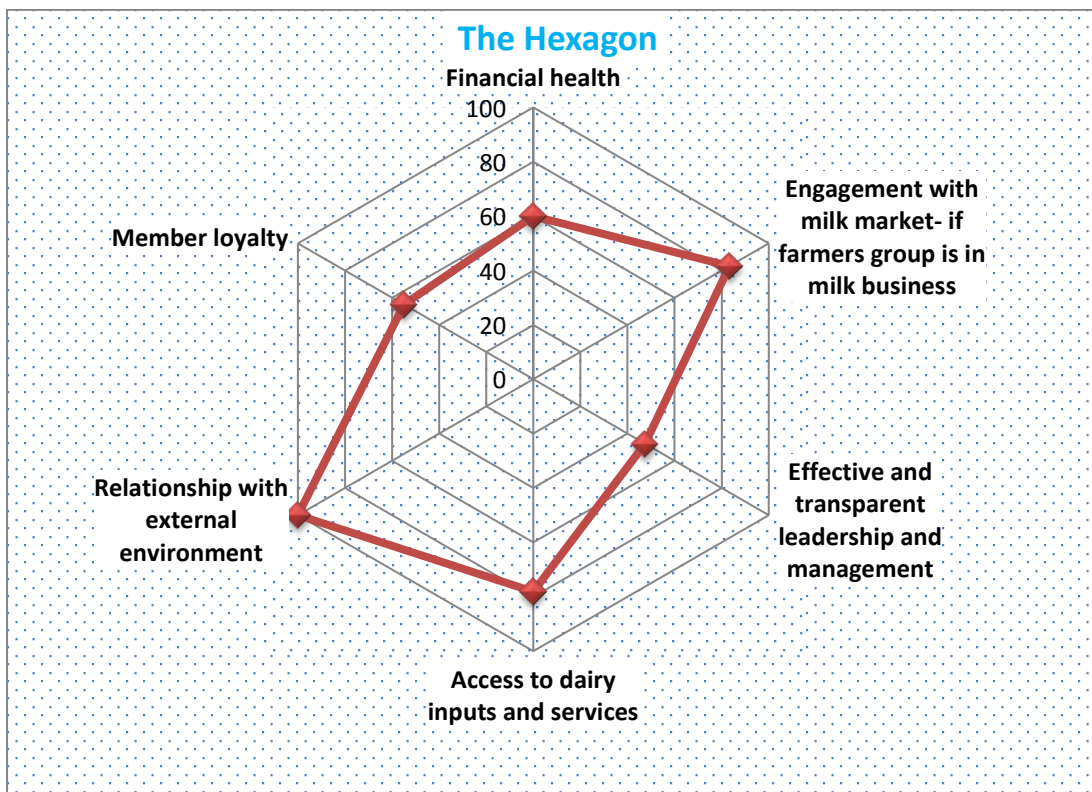 The Hexagon
Financial health
100
80
60
40
20
0
Engagement with
milk market- if
farmers group is in
milk business
Effective and
transparent
leadership and
management
Access to dairy
inputs and services
Relationship with
external
environment
Member loyalty